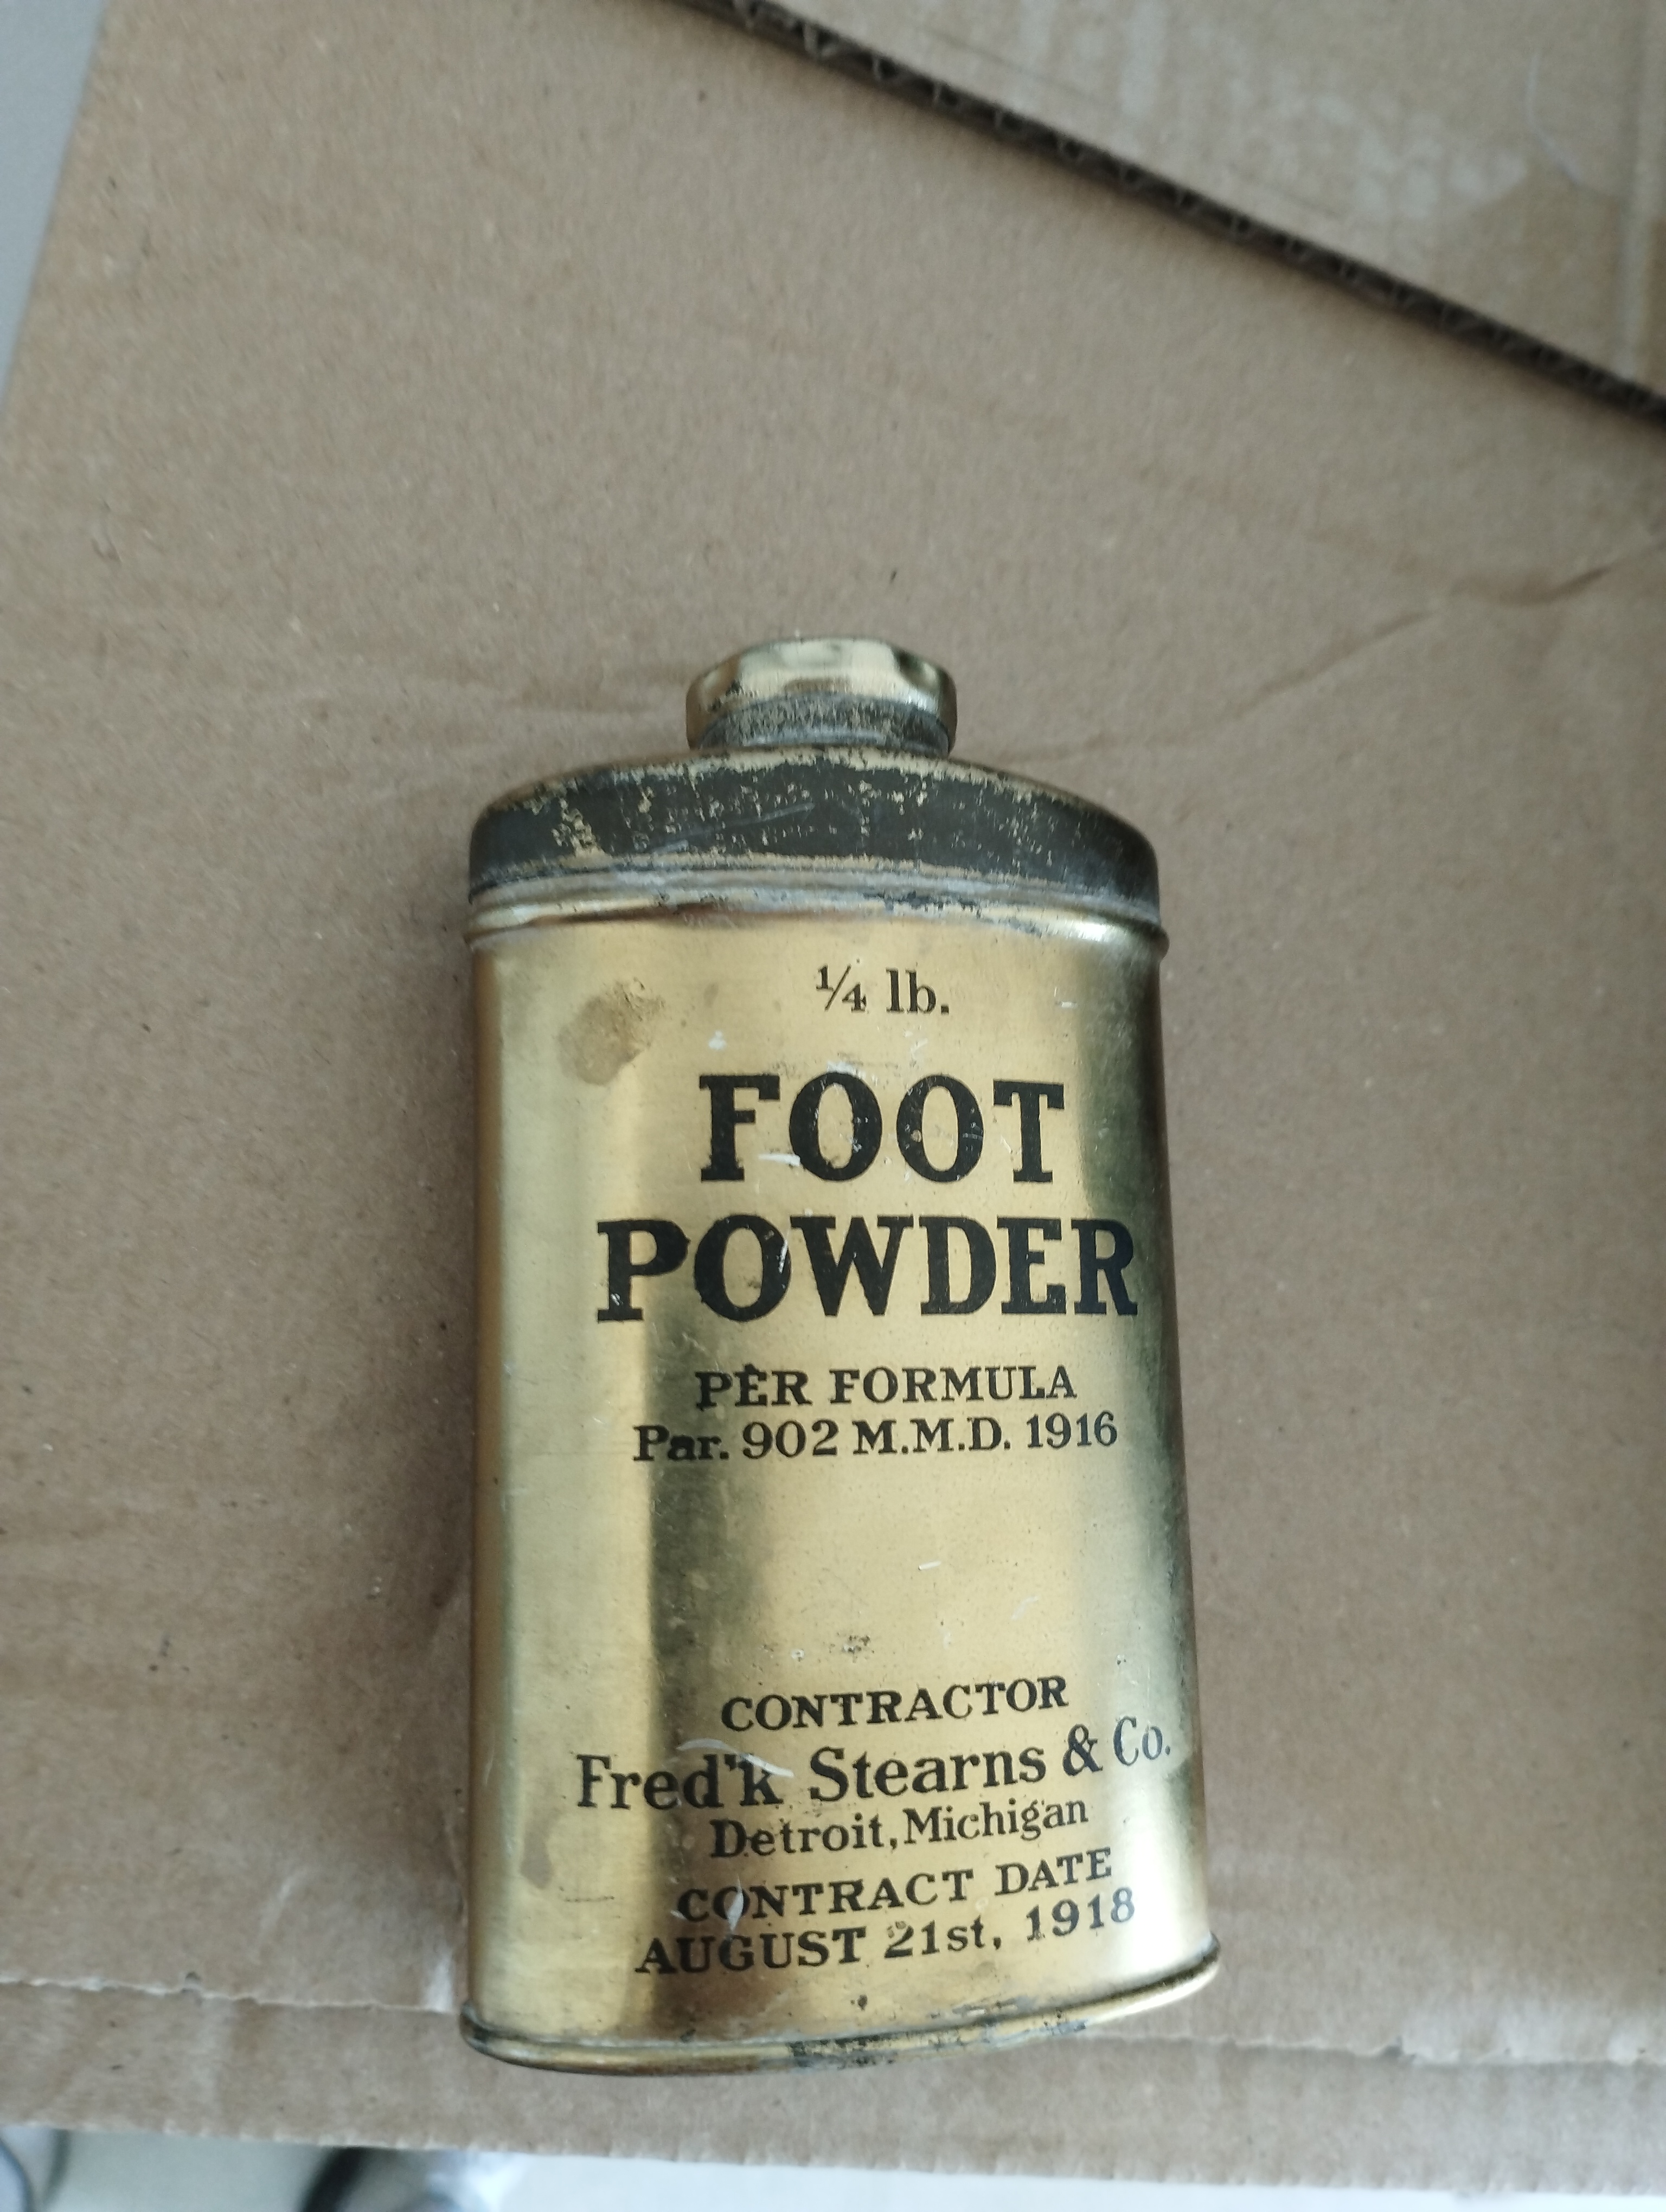 ¼ lb.
FOOT
POWDER
PER FORMULA
Par. 902 M.M.D. 1916
CONTRACTOR
Fred'k Stearns & Co.
Detroit, Michigan
CONTRACT DATE
AUGUST 21st, 1918